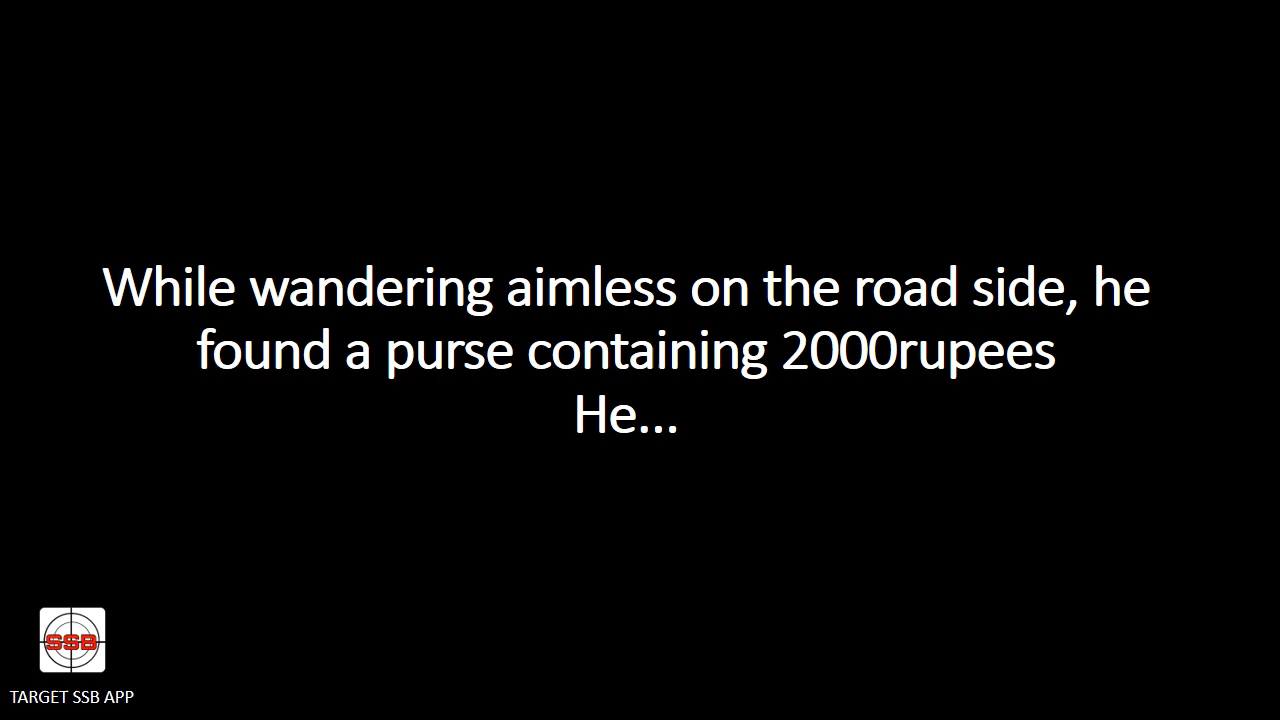 While wandering aimless on the road side, he
found a purse containing 2000rupees
He...
SSB
TARGET SSB APP